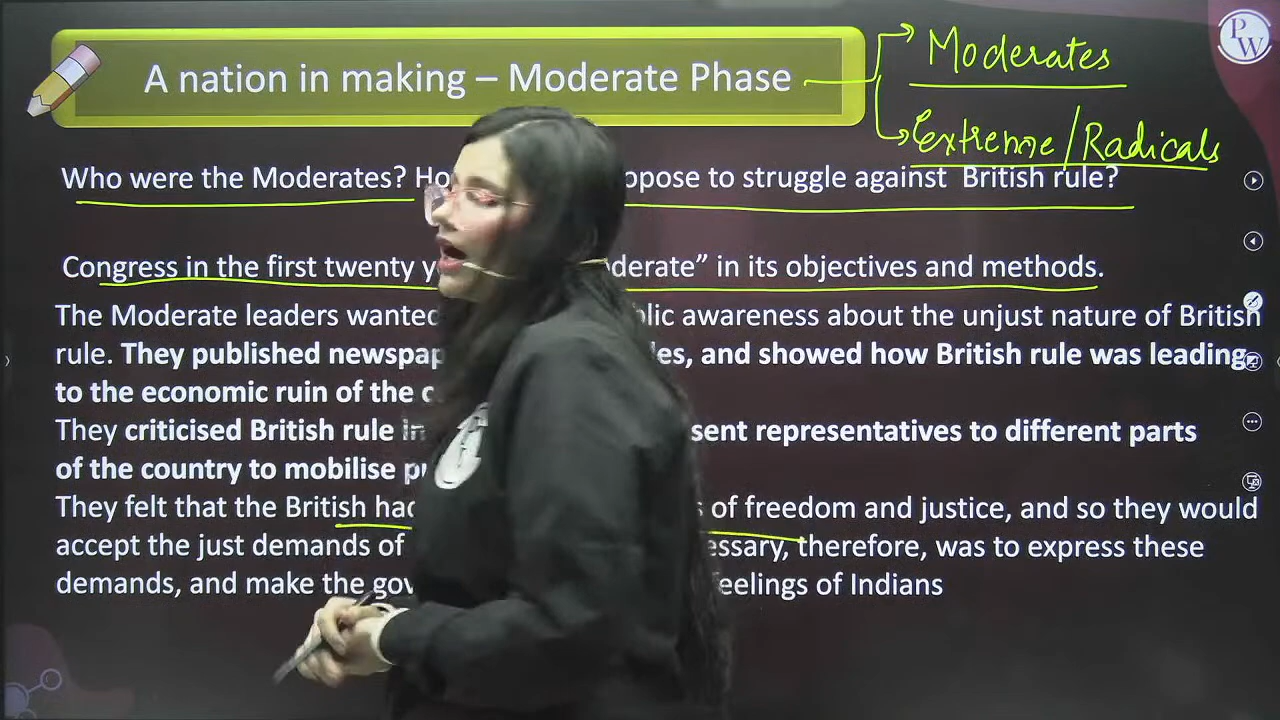 PW
A nation in making – Moderate Phase
Moderates
Extreme/Radicals
Who were the Moderates? Ho opose to struggle against British rule?
Congress in the first twenty y derate” in its objectives and methods.
The Moderate leaders wanted blic awareness about the unjust nature of British
rule. They published newspap les, and showed how British rule was leading
to the economic ruin of the c
They criticised British rule in sent representatives to different parts
of the country to mobilise pu
They felt that the British had s of freedom and justice, and so they would
accept the just demands of essary, therefore, was to express these
demands, and make the gov feelings of Indians